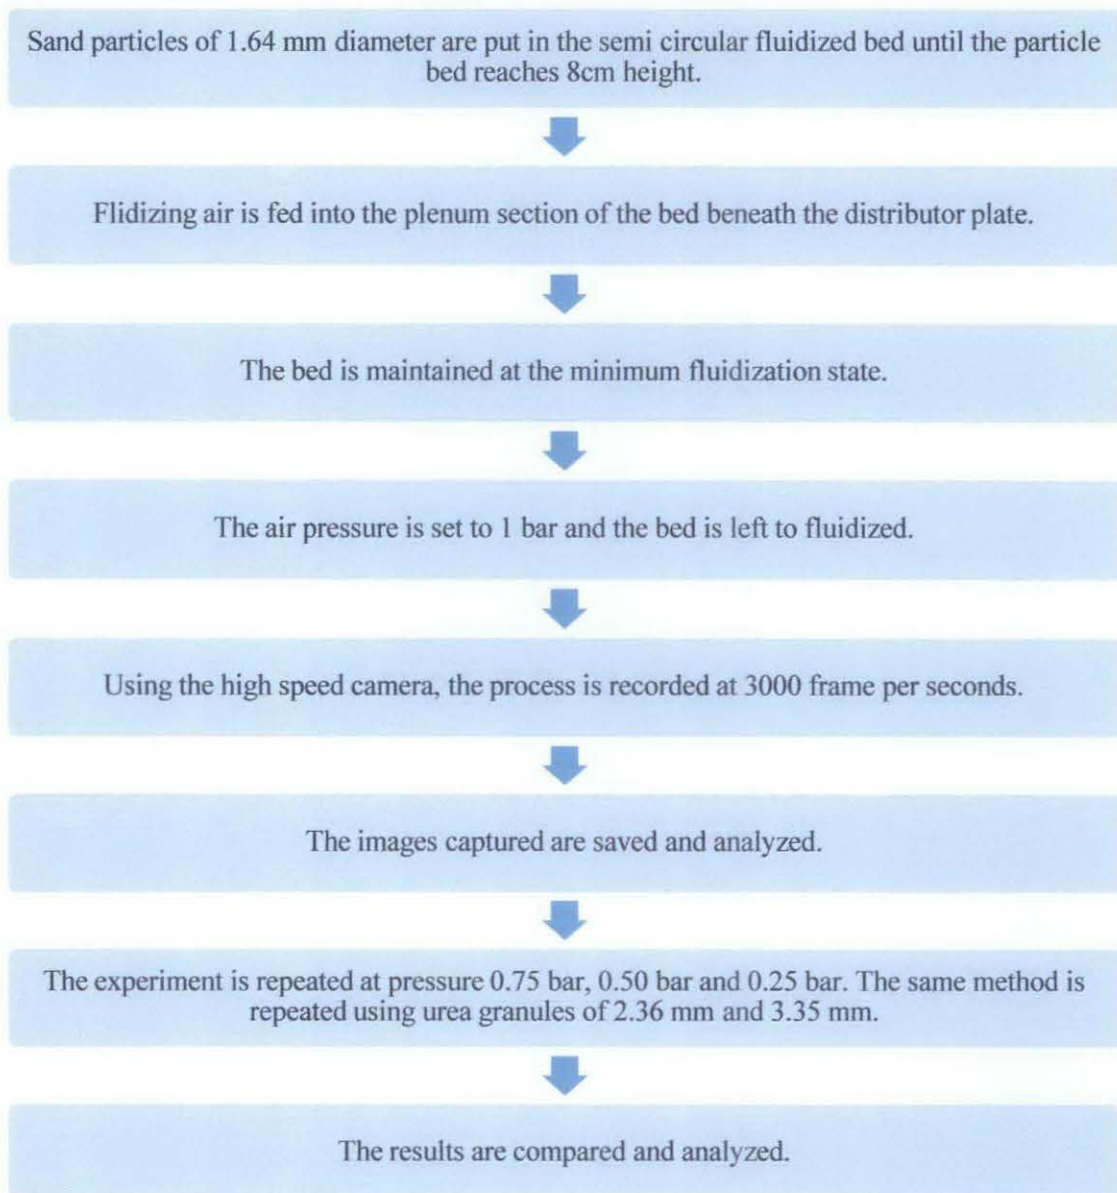 Sand particles of 1.64 mm diameter are put in the semi circular fluidized bed until the particle
bed reaches 8cm height.
Flidizing air is fed into the plenum section of the bed beneath the distributor plate.
The bed is maintained at the minimum fluidization state.
The air pressure is set to 1 bar and the bed is left to fluidized.
Using the high speed camera, the process is recorded at 3000 frame per seconds.
The images captured are saved and analyzed.
The experiment is repeated at pressure 0.75 bar, 0.50 bar and 0.25 bar. The same method is
repeated using urea granules of 2.36 mm and 3.35 mm.
The results are compared and analyzed.